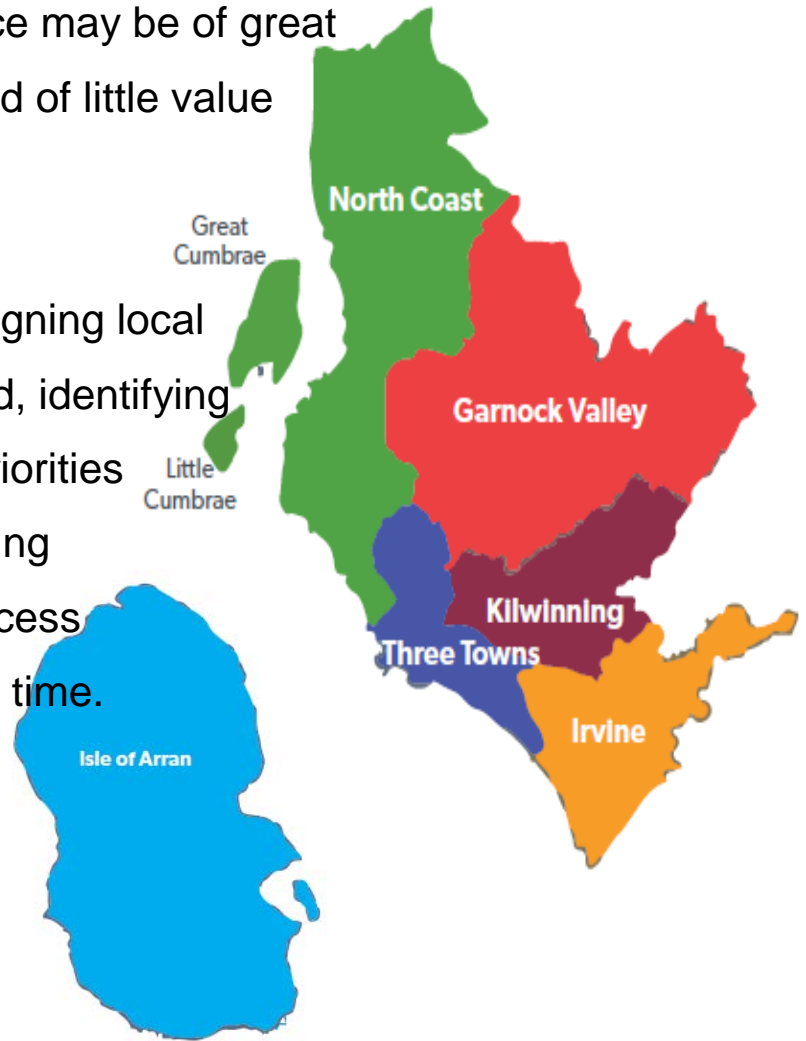 ce may be of great
d of little value
North Coast
Great
Cumbrae
gning local
d, identifying
Garnock Valley
iorities
Little
Cumbrae
ng
Kilwinning
cess
Three Towns
time.
Irvine
Isle of Arran